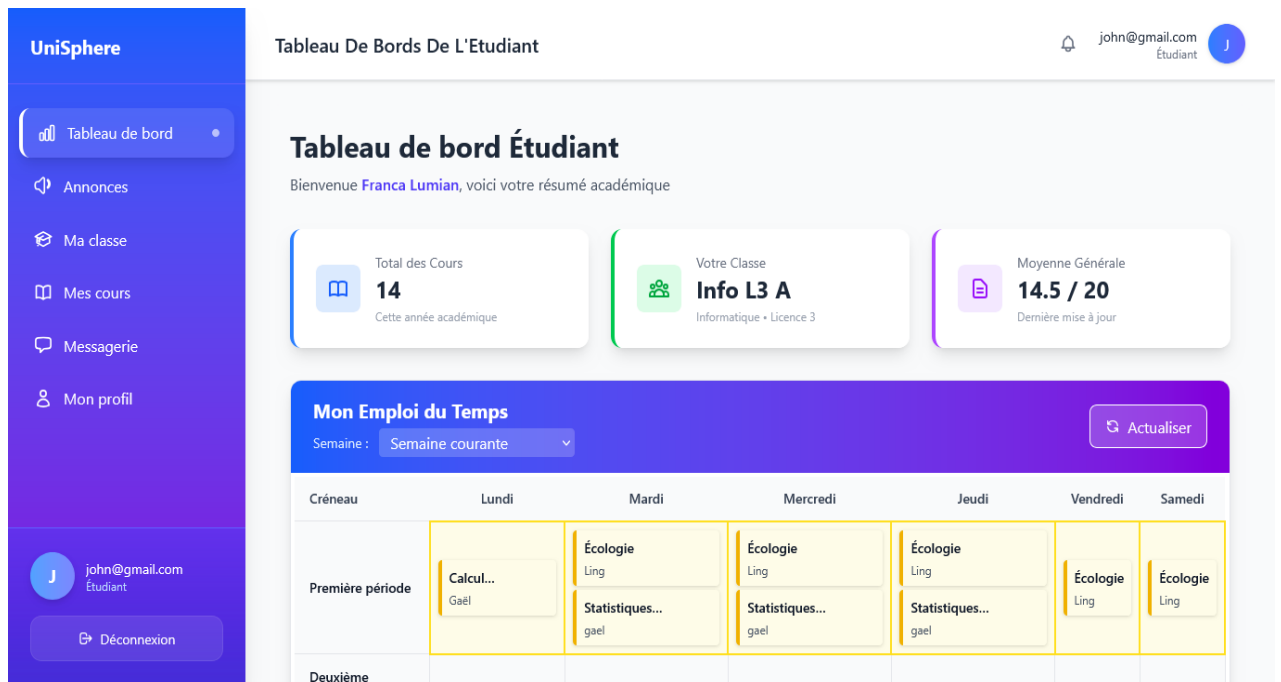 UniSphere
Tableau de bord
Annonces
Ma classe
Mes cours
Messagerie
Mon profil
J
john@gmail.com
Étudiant
Déconnexion
Tableau De Bords De L'Etudiant
john@gmail.com
Étudiant
J
Tableau de bord Étudiant
Bienvenue Franca Lumian, voici votre résumé académique
Total des Cours
14
Cette année académique
Votre Classe
Info L3 A
Informatique • Licence 3
Moyenne Générale
14.5 / 20
Dernière mise à jour
Mon Emploi du Temps
Semaine : Semaine courante
Actualiser
Créneau Lundi Mardi Mercredi Jeudi Vendredi Samedi
Première période
Calcul...
Gaël
Écologie
Ling
Statistiques...
gael
Écologie
Ling
Statistiques...
gael
Écologie
Ling
Statistiques...
gael
Écologie
Ling
Écologie
Ling
Deuxième